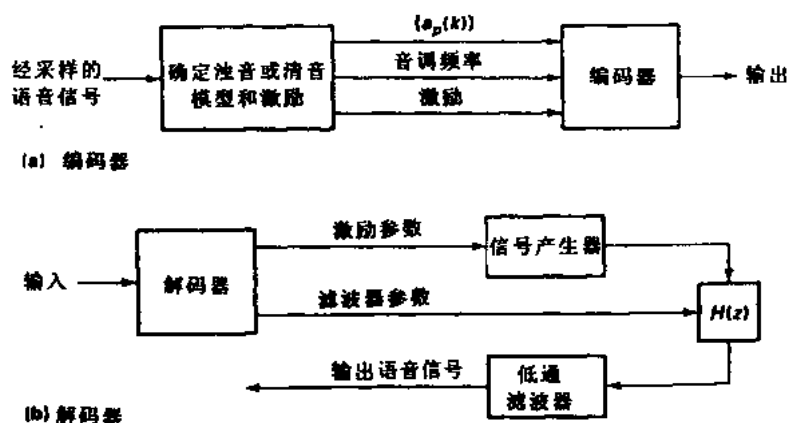 经采样的
语音信号
确定浊音或清音
模型和激励
{a_p(k)}
音调频率
激励
编码器
输出
(a) 编码器
输入
解码器
激励参数
信号产生器
滤波器参数
H(z)
输出语音信号
低通
滤波器
(b) 解码器